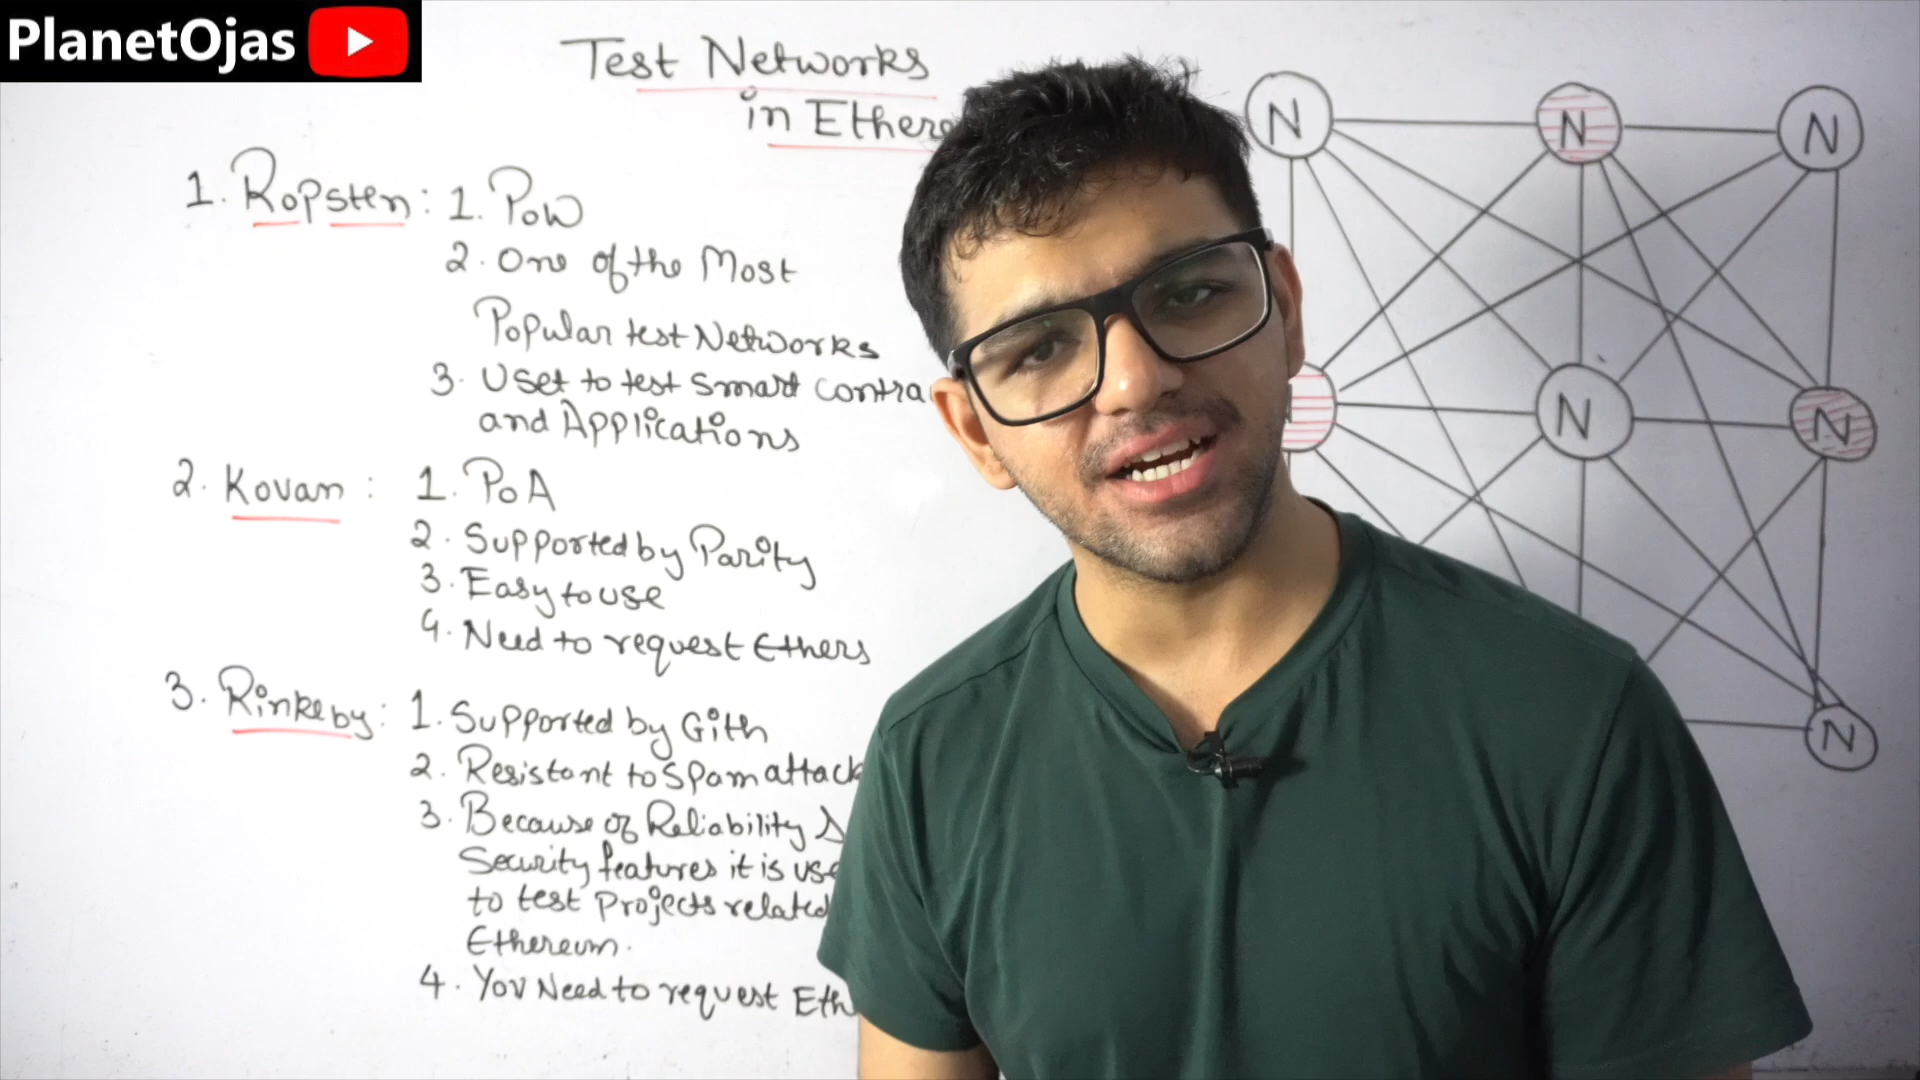 PlanetOjas
Test Networks
in Ethere
1. Ropsten: 1. PoW
2. One of the Most
Popular test Networks
3. Uset to test Smart Contra
and Applications
2. Kovan: 1. PoA
2. Supported by Parity
3. Easy to use
4. Need to request Ethers
3. Rinkeby: 1. Supported by Gith
2. Resistant to Spam attack
3. Because of Reliability &
Security features it is use
to test Projects related
Ethereum.
4. You Need to request Eth
N N N
N N
N